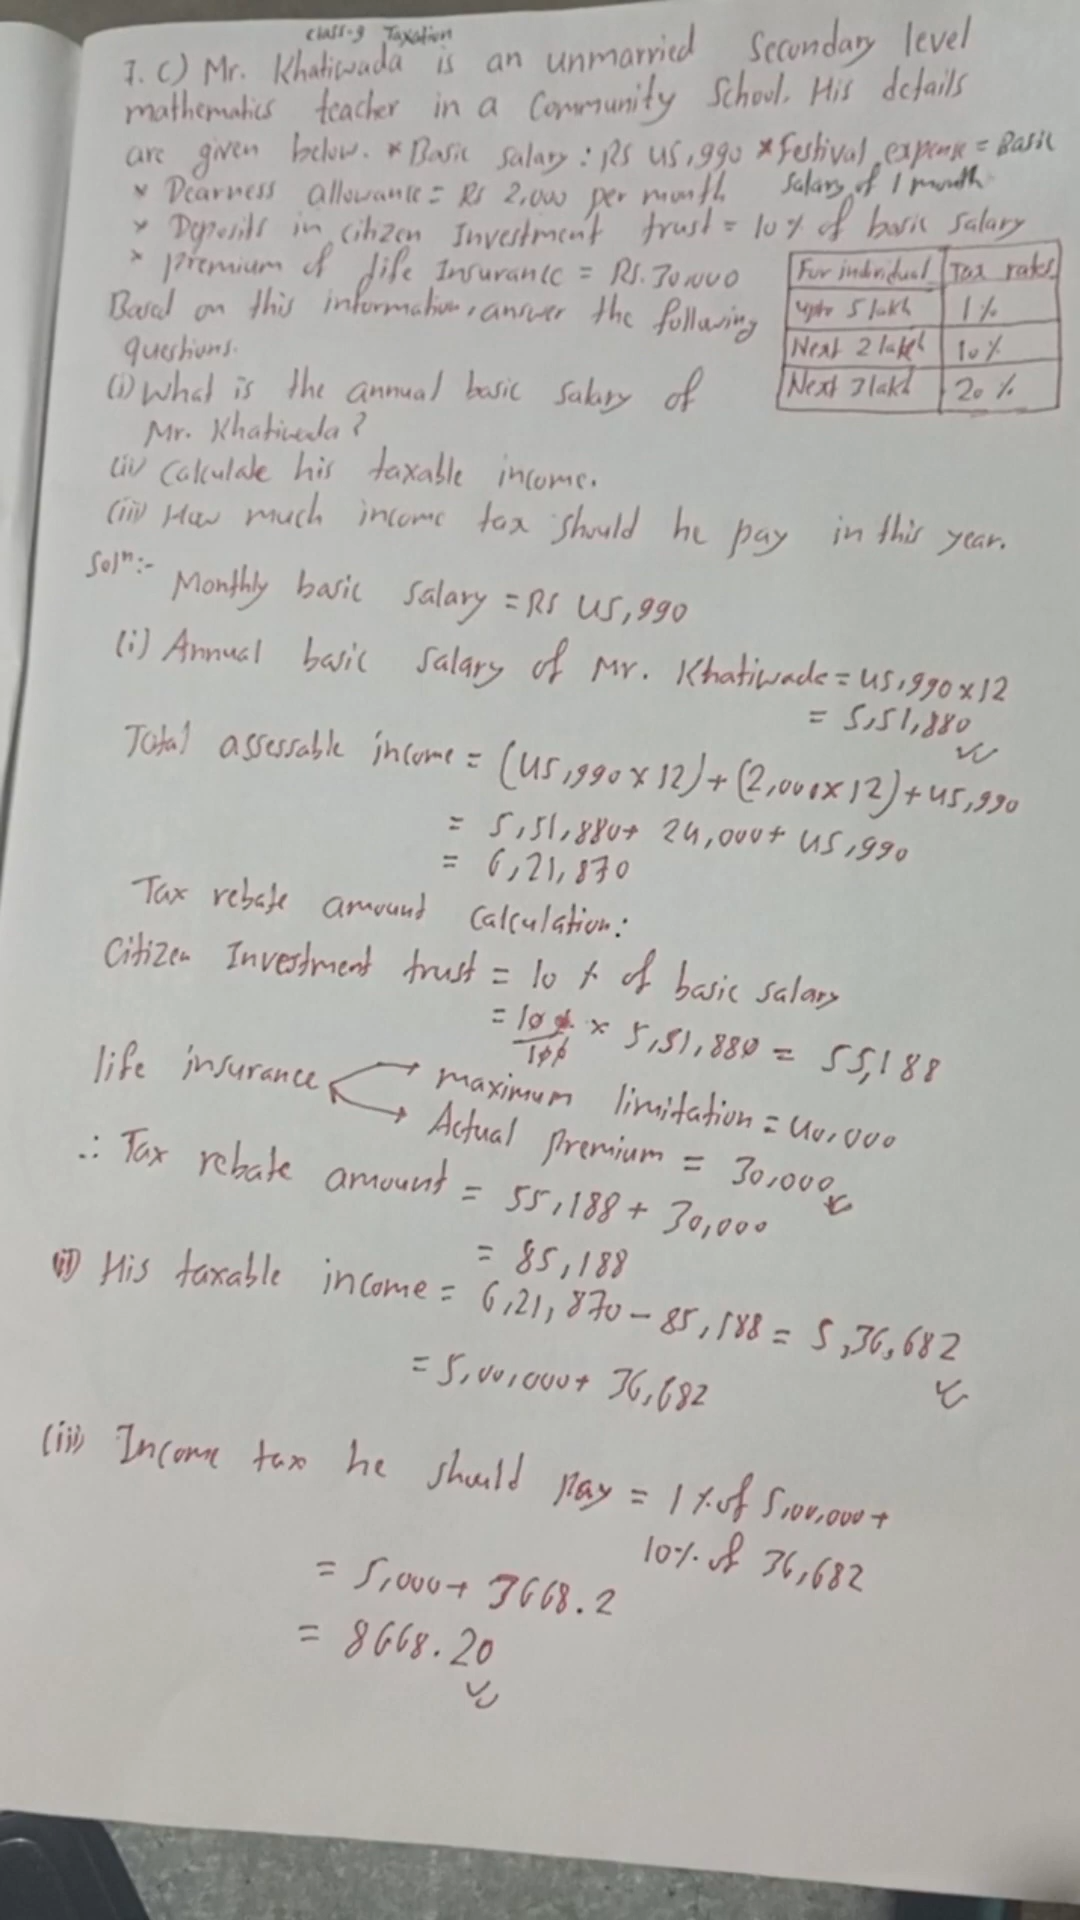 class-9 Taxation
7. c) Mr. Khatiwada is an unmarried Secondary level
mathematics teacher in a Community School. His details
are given below. * Basic salary: Rs 45,990 * Festival expense = Basic
salary of 1 month
* Dearness allowance = Rs 2,000 per month
* Deposits in citizen Investment trust = 10% of basic salary
* premium of life Insurance = Rs. 30,000
For individual | Tax rates
upto 5 lakh | 1%
Next 2 lakh | 10%
Next 3 lakh | 20%
Based on this information, answer the following
questions.
(i) What is the annual basic salary of
Mr. Khatiwada?
(ii) Calculate his taxable income.
(iii) How much income tax should he pay in this year.
Solⁿ:-
Monthly basic salary = Rs 45,990
(i) Annual basic salary of Mr. Khatiwada = 45,990 x 12
= 5,51,880
Total assessable income = (45,990 x 12) + (2,000 x 12) + 45,990
= 5,51,880 + 24,000 + 45,990
= 6,21,870
Tax rebate amount calculation:
Citizen Investment trust = 10 % of basic salary
= 10/100 x 5,51,880 = 55,188
life insurance → maximum limitation = 40,000
→ Actual premium = 30,000
∴ Tax rebate amount = 55,188 + 30,000
= 85,188
(ii) His taxable income = 6,21,870 - 85,188 = 5,36,682
= 5,00,000 + 36,682
(iii) Income tax he should pay = 1% of 5,00,000 +
10% of 36,682
= 5,000 + 3668.2
= 8668.20